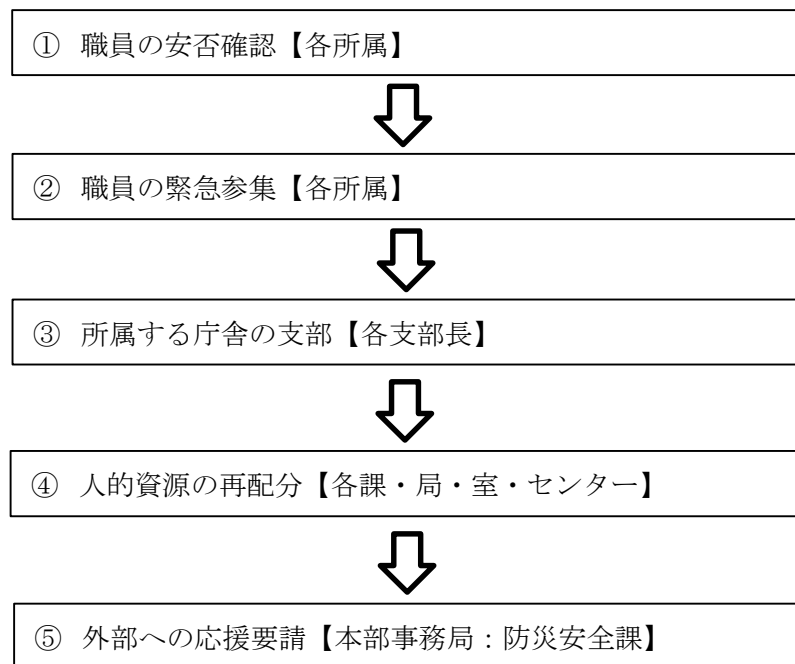 ① 職員の安否確認【各所属】
② 職員の緊急参集【各所属】
③ 所属する庁舎の支部【各支部長】
④ 人的資源の再配分【各課・局・室・センター】
⑤ 外部への応援要請【本部事務局：防災安全課】